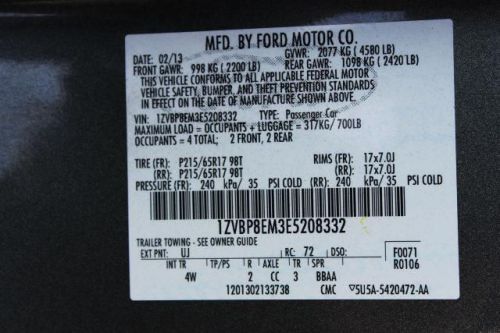 MFD. BY FORD MOTOR CO.
DATE: 02/13 GVWR: 2077 KG (4580 LB)
FRONT GAWR: 998 KG (2200 LB) REAR GAWR: 1098 KG (2420 LB)
THIS VEHICLE CONFORMS TO ALL APPLICABLE FEDERAL MOTOR
VEHICLE SAFETY, BUMPER, AND THEFT PREVENTION STANDARDS
IN EFFECT ON THE DATE OF MANUFACTURE SHOWN ABOVE.
VIN: 1ZVBP8EM3E5208332 TYPE: Passenger Car
MAXIMUM LOAD = OCCUPANTS + LUGGAGE = 317KG/ 700LB
OCCUPANTS = 4 TOTAL; 2 FRONT, 2 REAR
TIRE (FR): P215/65R17 98T RIMS (FR): 17x7.0J
(RR): P215/65R17 98T (RR): 17x7.0J
PRESSURE (FR): 240 kPa/ 35 PSI COLD (RR): 240 kPa/ 35 PSI COLD
1ZVBP8EM3E5208332
TRAILER TOWING - SEE OWNER GUIDE
EXT PNT: UJ RC: 72 DSO: F0071
INT TR TP/PS R AXLE TR SPR R0106
4W 2 CC 3 BBAA
1201302133738 CMC 5U5A-5420472-AA